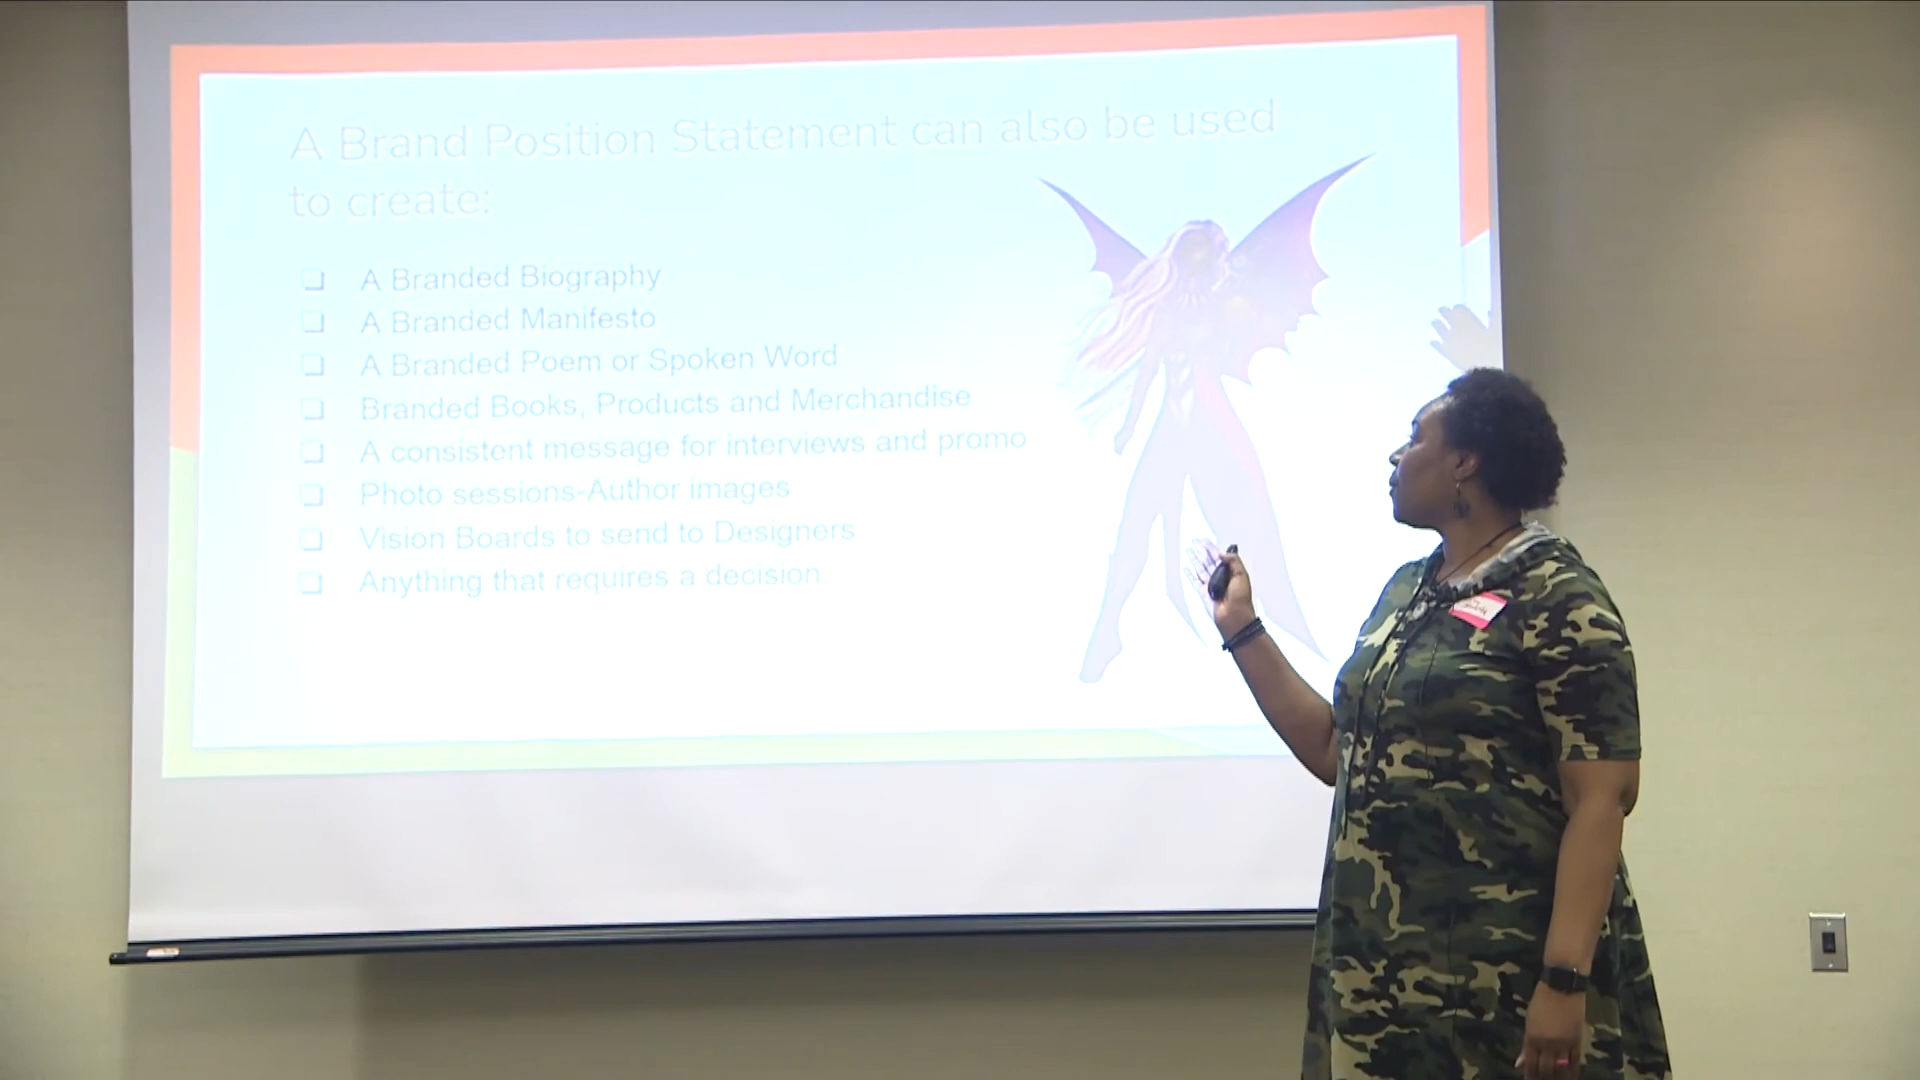 A Brand Position Statement can also be used
to create:
A Branded Biography
A Branded Manifesto
A Branded Poem or Spoken Word
Branded Books, Products and Merchandise
A consistent message for interviews and promo
Photo sessions-Author images
Vision Boards to send to Designers
Anything that requires a decision